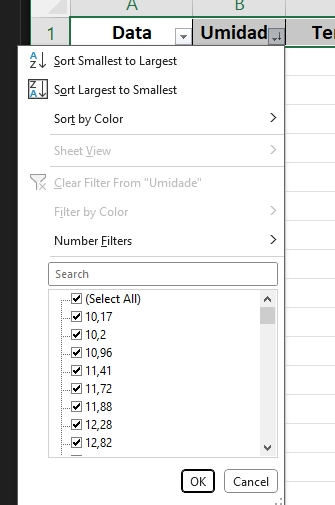 A B
1 Data Umidad Te
Sort Smallest to Largest
Sort Largest to Smallest
Sort by Color
Sheet View
Clear Filter From "Umidade"
Filter by Color
Number Filters
Search
(Select All)
10,17
10,2
10,96
11,41
11,72
11,88
12,28
12,82
OK Cancel